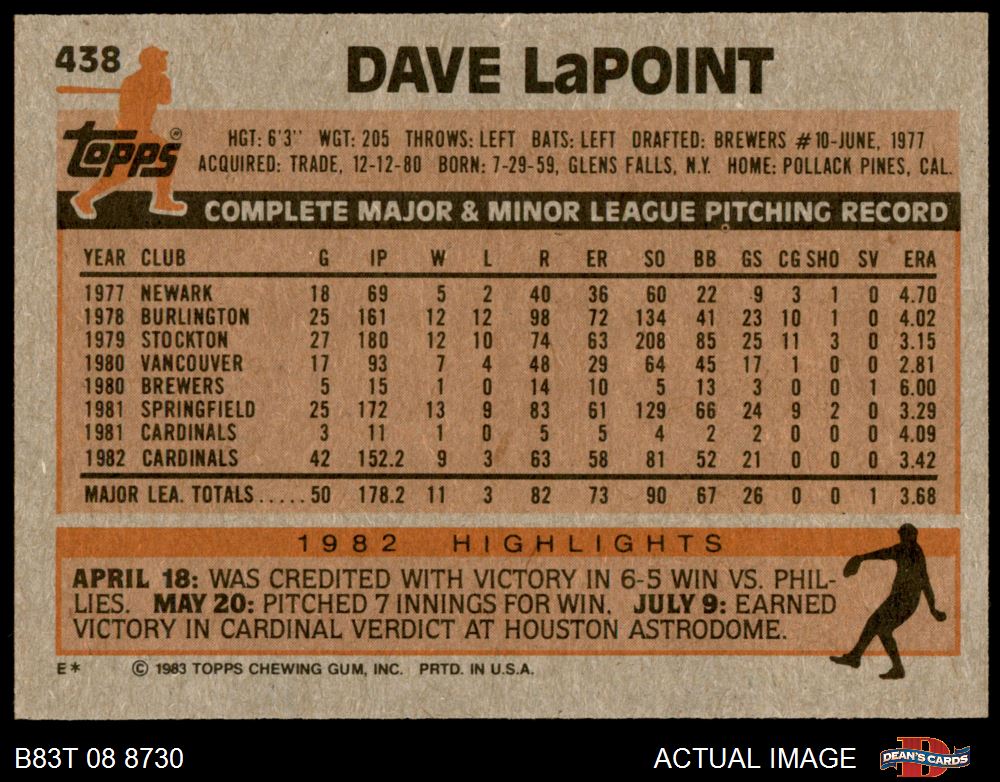 438
DAVE LaPOINT
Topps®
HGT: 6'3'' WGT: 205 THROWS: LEFT BATS: LEFT DRAFTED: BREWERS #10-JUNE, 1977
ACQUIRED: TRADE, 12-12-80 BORN: 7-29-59, GLENS FALLS, N.Y. HOME: POLLACK PINES, CAL.
COMPLETE MAJOR & MINOR LEAGUE PITCHING RECORD
YEAR CLUB G IP W L R ER SO BB GS CG SHO SV ERA
1977 NEWARK 18 69 5 2 40 36 60 22 9 3 1 0 4.70
1978 BURLINGTON 25 161 12 12 98 72 134 41 23 10 1 0 4.02
1979 STOCKTON 27 180 12 10 74 63 208 85 25 11 3 0 3.15
1980 VANCOUVER 17 93 7 4 48 29 64 45 17 1 0 0 2.81
1980 BREWERS 5 15 1 0 14 10 5 13 3 0 0 1 6.00
1981 SPRINGFIELD 25 172 13 9 83 61 129 66 24 9 2 0 3.29
1981 CARDINALS 3 11 1 0 5 5 4 2 2 0 0 0 4.09
1982 CARDINALS 42 152.2 9 3 63 58 81 52 21 0 0 0 3.42
MAJOR LEA. TOTALS.....50 178.2 11 3 82 73 90 67 26 0 0 1 3.68
1982 HIGHLIGHTS
APRIL 18: WAS CREDITED WITH VICTORY IN 6-5 WIN VS. PHIL-
LIES. MAY 20: PITCHED 7 INNINGS FOR WIN. JULY 9: EARNED
VICTORY IN CARDINAL VERDICT AT HOUSTON ASTRODOME.
E* © 1983 TOPPS CHEWING GUM, INC. PRTD. IN U.S.A.
B83T 08 8730 ACTUAL IMAGE DEAN'S CARDS